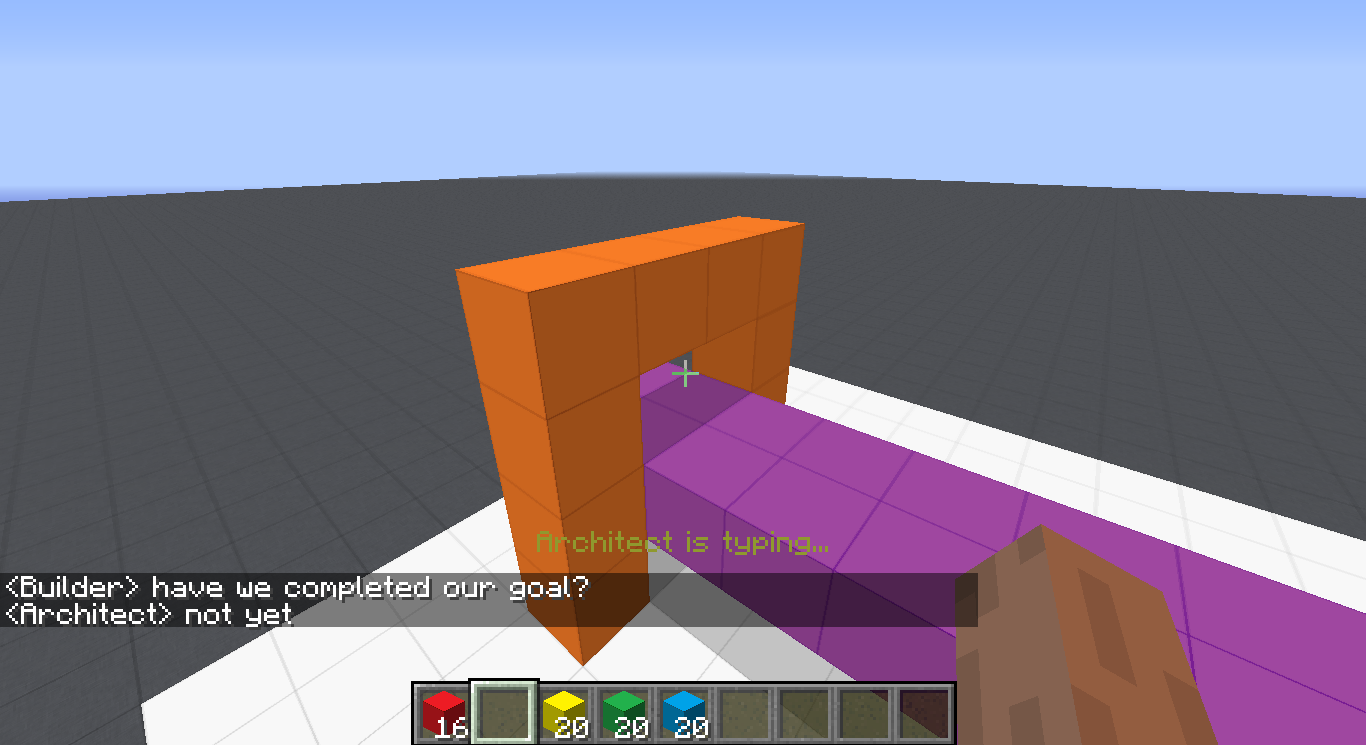 Architect is typing...
<Builder> have we completed our goal?
<Architect> not yet
16 20 20 20